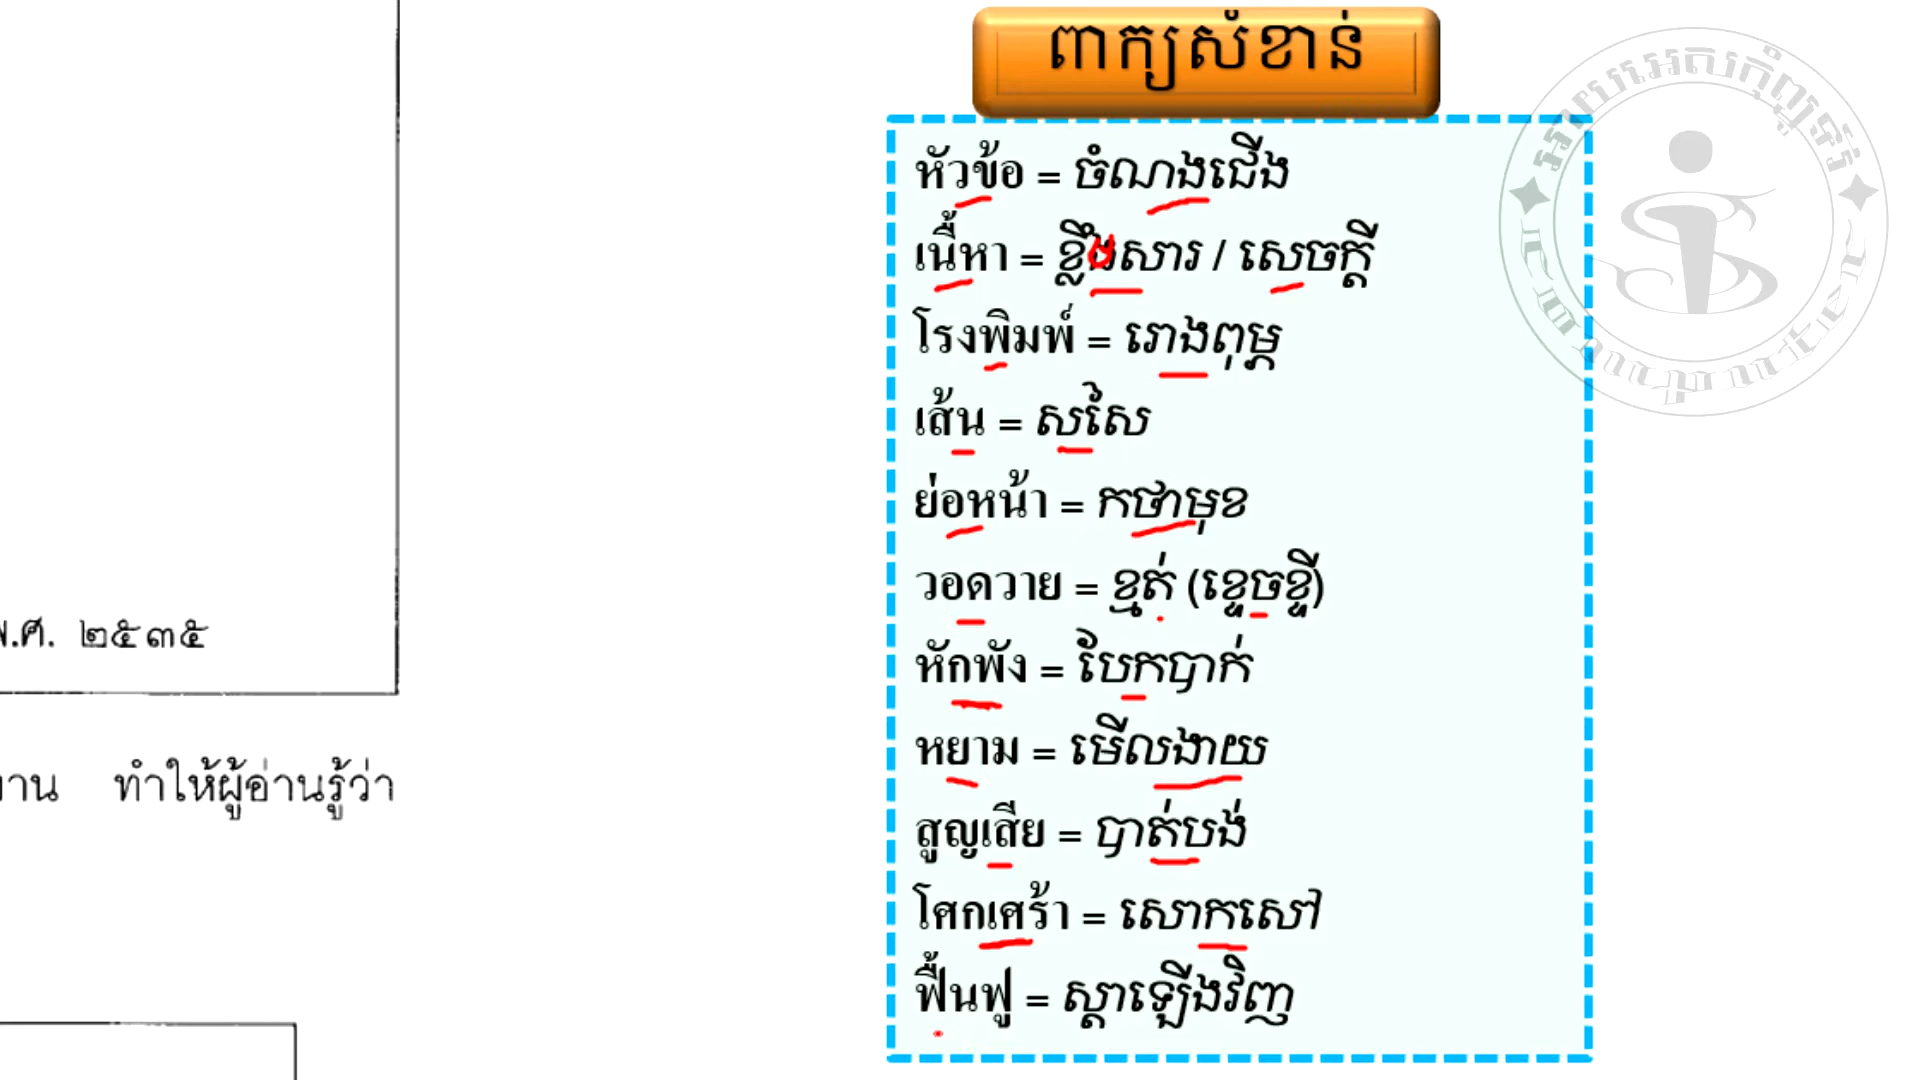 ពាក្យសំខាន់
หัวข้อ = ចំណងជើង
เนื้อหา = ខ្លឹមសារ / សេចក្តី
โรงพิมพ์ = រោងពុម្ភ
เส้น = សសៃ
ย่อหน้า = កថាមុខ
วอดวาย = ខ្មត់ (ខ្ទេចខ្ទី)
หักพัง = បែកបាក់
หยาม = មើលងាយ
สูญเสีย = បាត់បង់
โศกเศร้า = សោកសៅ
ฟื้นฟู = ស្តាឡើងវិញ
พ.ศ. ๒๕๓๕
ทำให้ผู้อ่านรู้ว่า